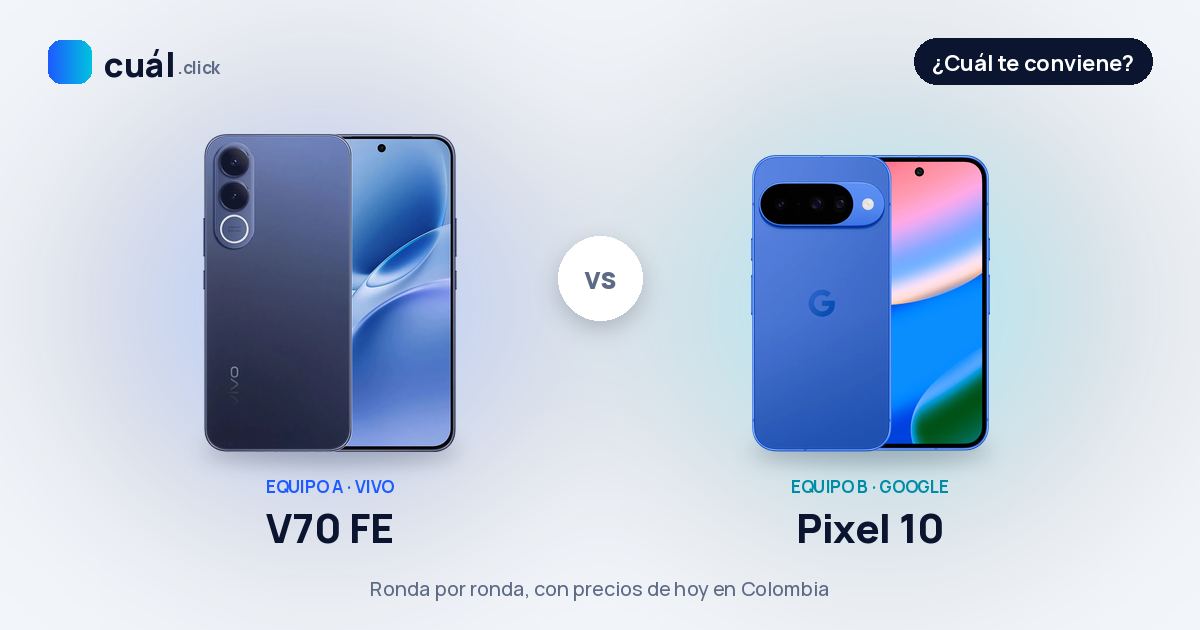 cuál.click
¿Cuál te conviene?
vivo
G
VS
EQUIPO A · VIVO
V70 FE
EQUIPO B · GOOGLE
Pixel 10
Ronda por ronda, con precios de hoy en Colombia